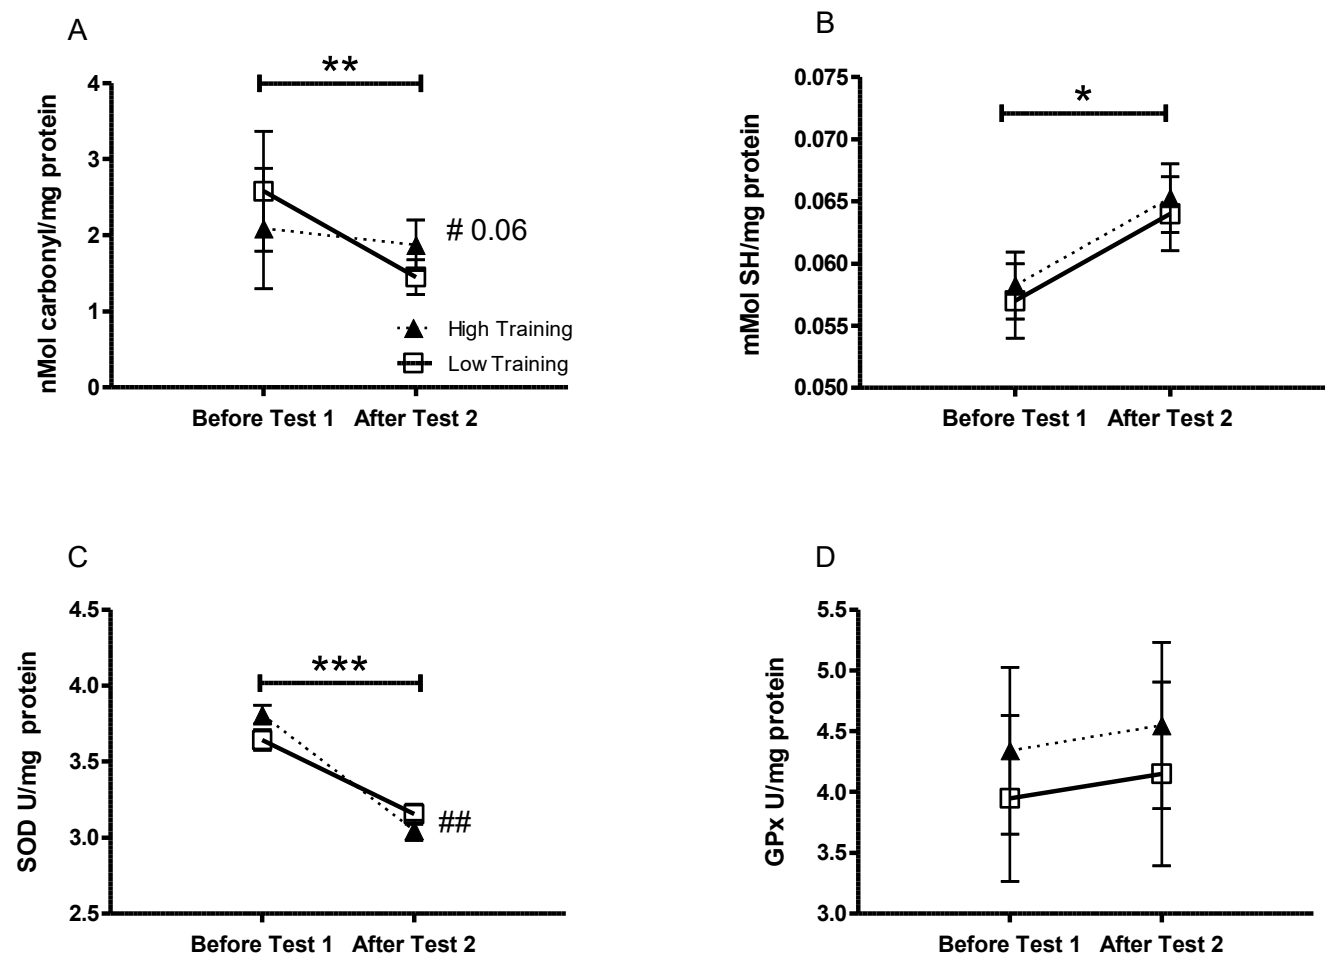 A
**
4
3
2
1
0
nMol carbonyl/mg protein
# 0.06
High Training
Low Training
Before Test 1 After Test 2
B
*
0.075
0.070
0.065
0.060
0.055
0.050
mMol SH/mg protein
Before Test 1 After Test 2
C
***
4.5
4.0
3.5
3.0
2.5
SOD U/mg protein
##
Before Test 1 After Test 2
D
5.5
5.0
4.5
4.0
3.5
3.0
GPx U/mg protein
Before Test 1 After Test 2